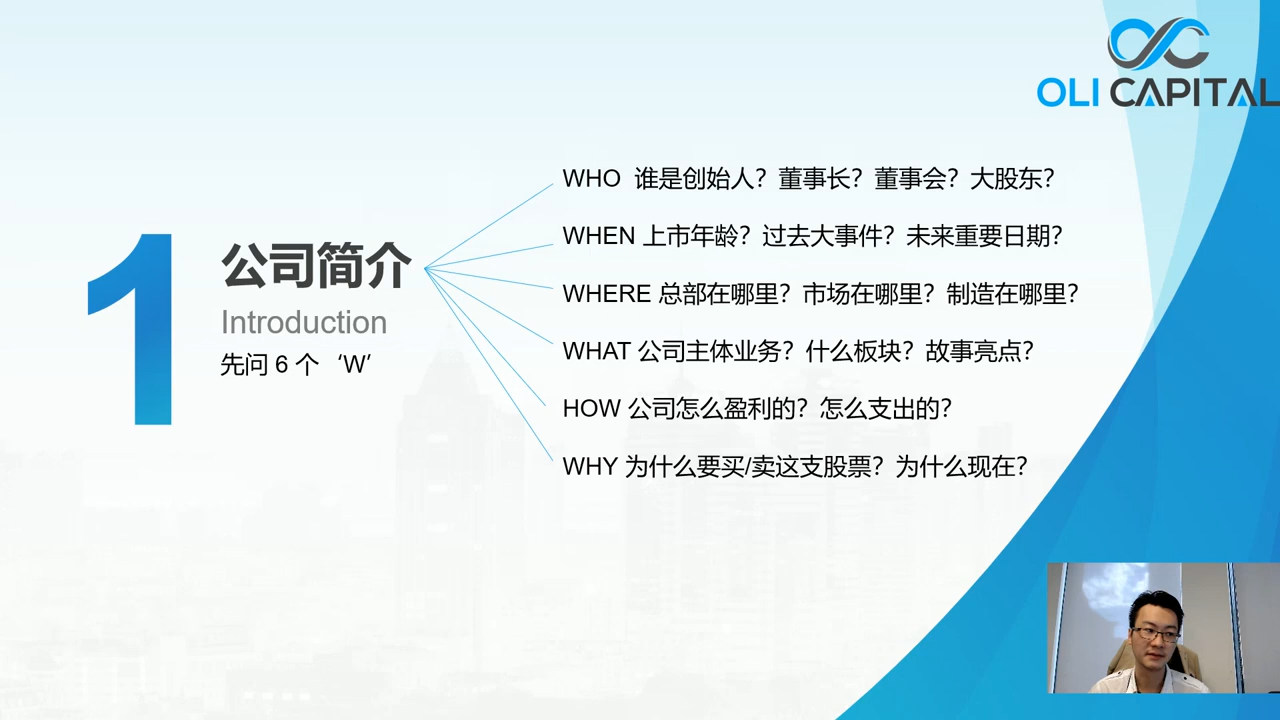 OLI CAPITAL
1
公司简介
Introduction
先问 6 个‘W’
WHO 谁是创始人？董事长？董事会？大股东？
WHEN 上市年龄？过去大事件？未来重要日期？
WHERE 总部在哪里？市场在哪里？制造在哪里？
WHAT 公司主体业务？什么板块？故事亮点？
HOW 公司怎么盈利的？怎么支出的？
WHY 为什么要买/卖这支股票？为什么现在？